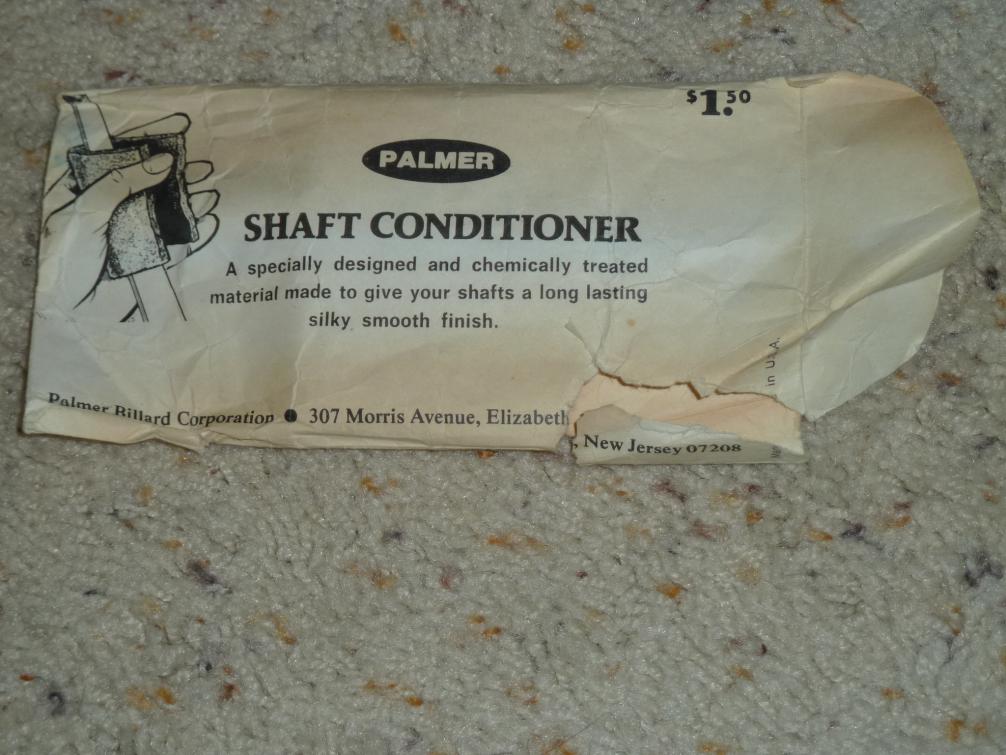 $1.50
PALMER
SHAFT CONDITIONER
A specially designed and chemically treated
material made to give your shafts a long lasting
silky smooth finish.
Palmer Billard Corporation ● 307 Morris Avenue, Elizabeth, New Jersey 07208
in U.S.A.